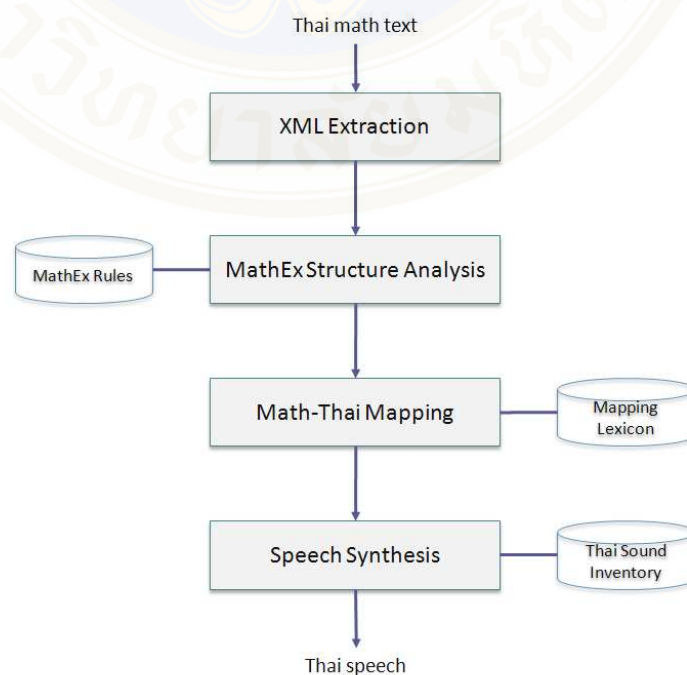 Thai math text
XML Extraction
MathEx Structure Analysis
MathEx Rules
Math-Thai Mapping
Mapping
Lexicon
Speech Synthesis
Thai Sound
Inventory
Thai speech